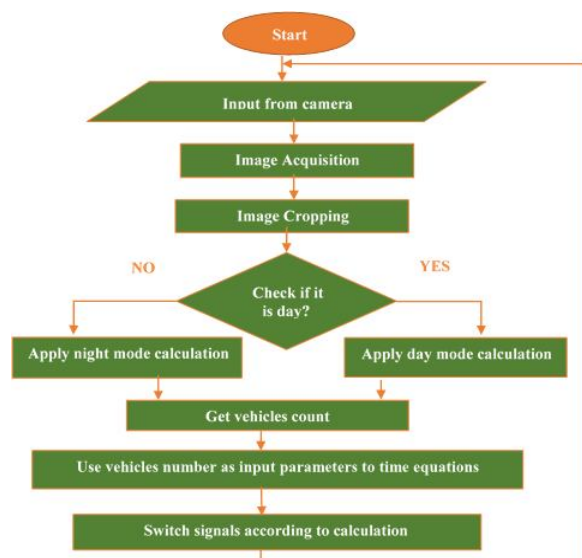 Start
Input from camera
Image Acquisition
Image Cropping
NO
YES
Check if it
is day?
Apply night mode calculation
Apply day mode calculation
Get vehicles count
Use vehicles number as input parameters to time equations
Switch signals according to calculation